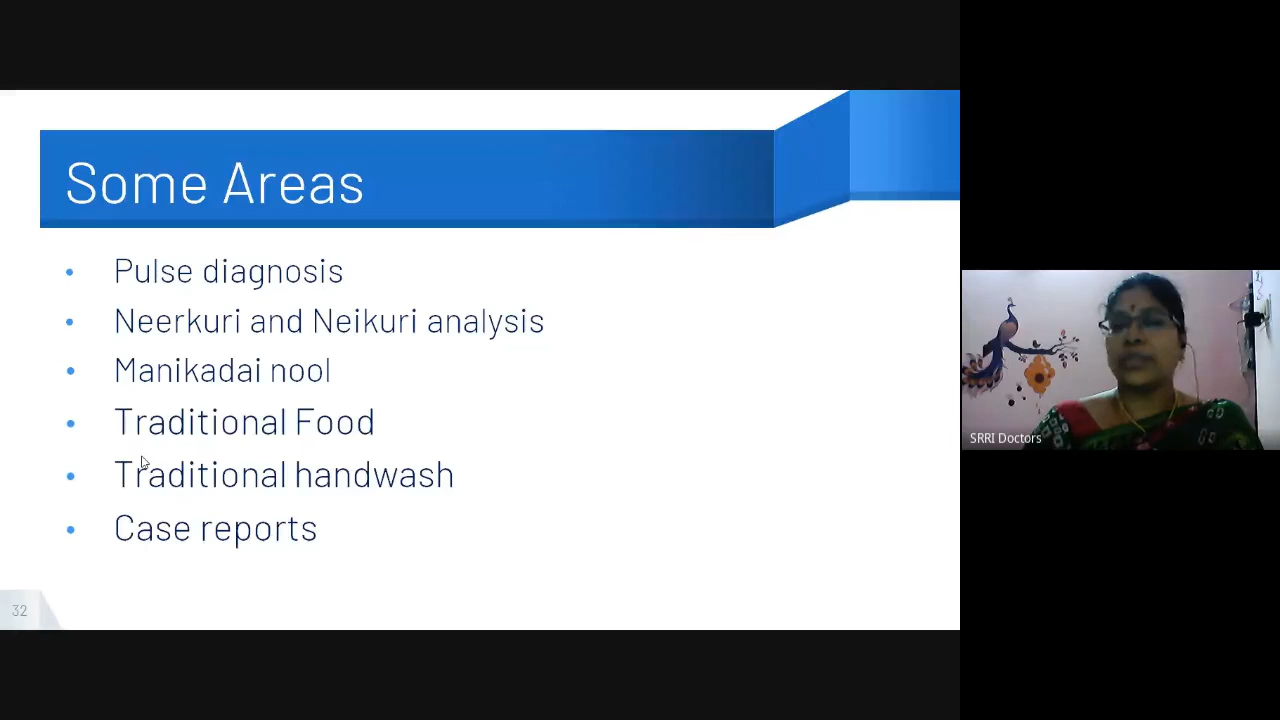 Some Areas
Pulse diagnosis
Neerkuri and Neikuri analysis
Manikadai nool
Traditional Food
Traditional handwash
Case reports
32
SRRI Doctors